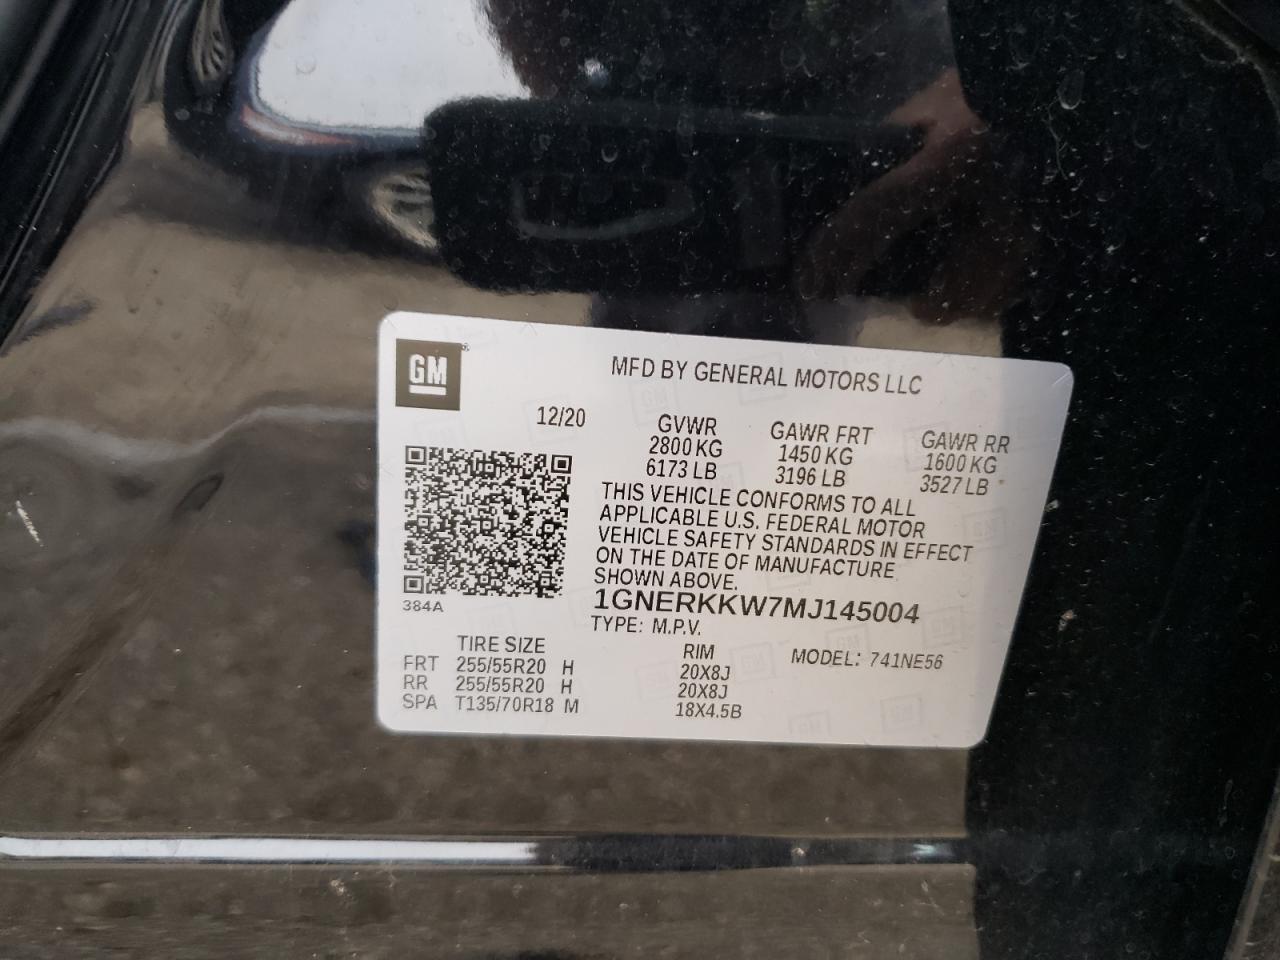 GM
MFD BY GENERAL MOTORS LLC
12/20
GVWR
2800 KG
6173 LB
GAWR FRT
1450 KG
3196 LB
GAWR RR
1600 KG
3527 LB
THIS VEHICLE CONFORMS TO ALL
APPLICABLE U.S. FEDERAL MOTOR
VEHICLE SAFETY STANDARDS IN EFFECT
ON THE DATE OF MANUFACTURE
SHOWN ABOVE.
384A
1GNERKKW7MJ145004
TYPE: M.P.V.
TIRE SIZE RIM MODEL: 741NE56
FRT 255/55R20 H 20X8J
RR 255/55R20 H 20X8J
SPA T135/70R18 M 18X4.5B